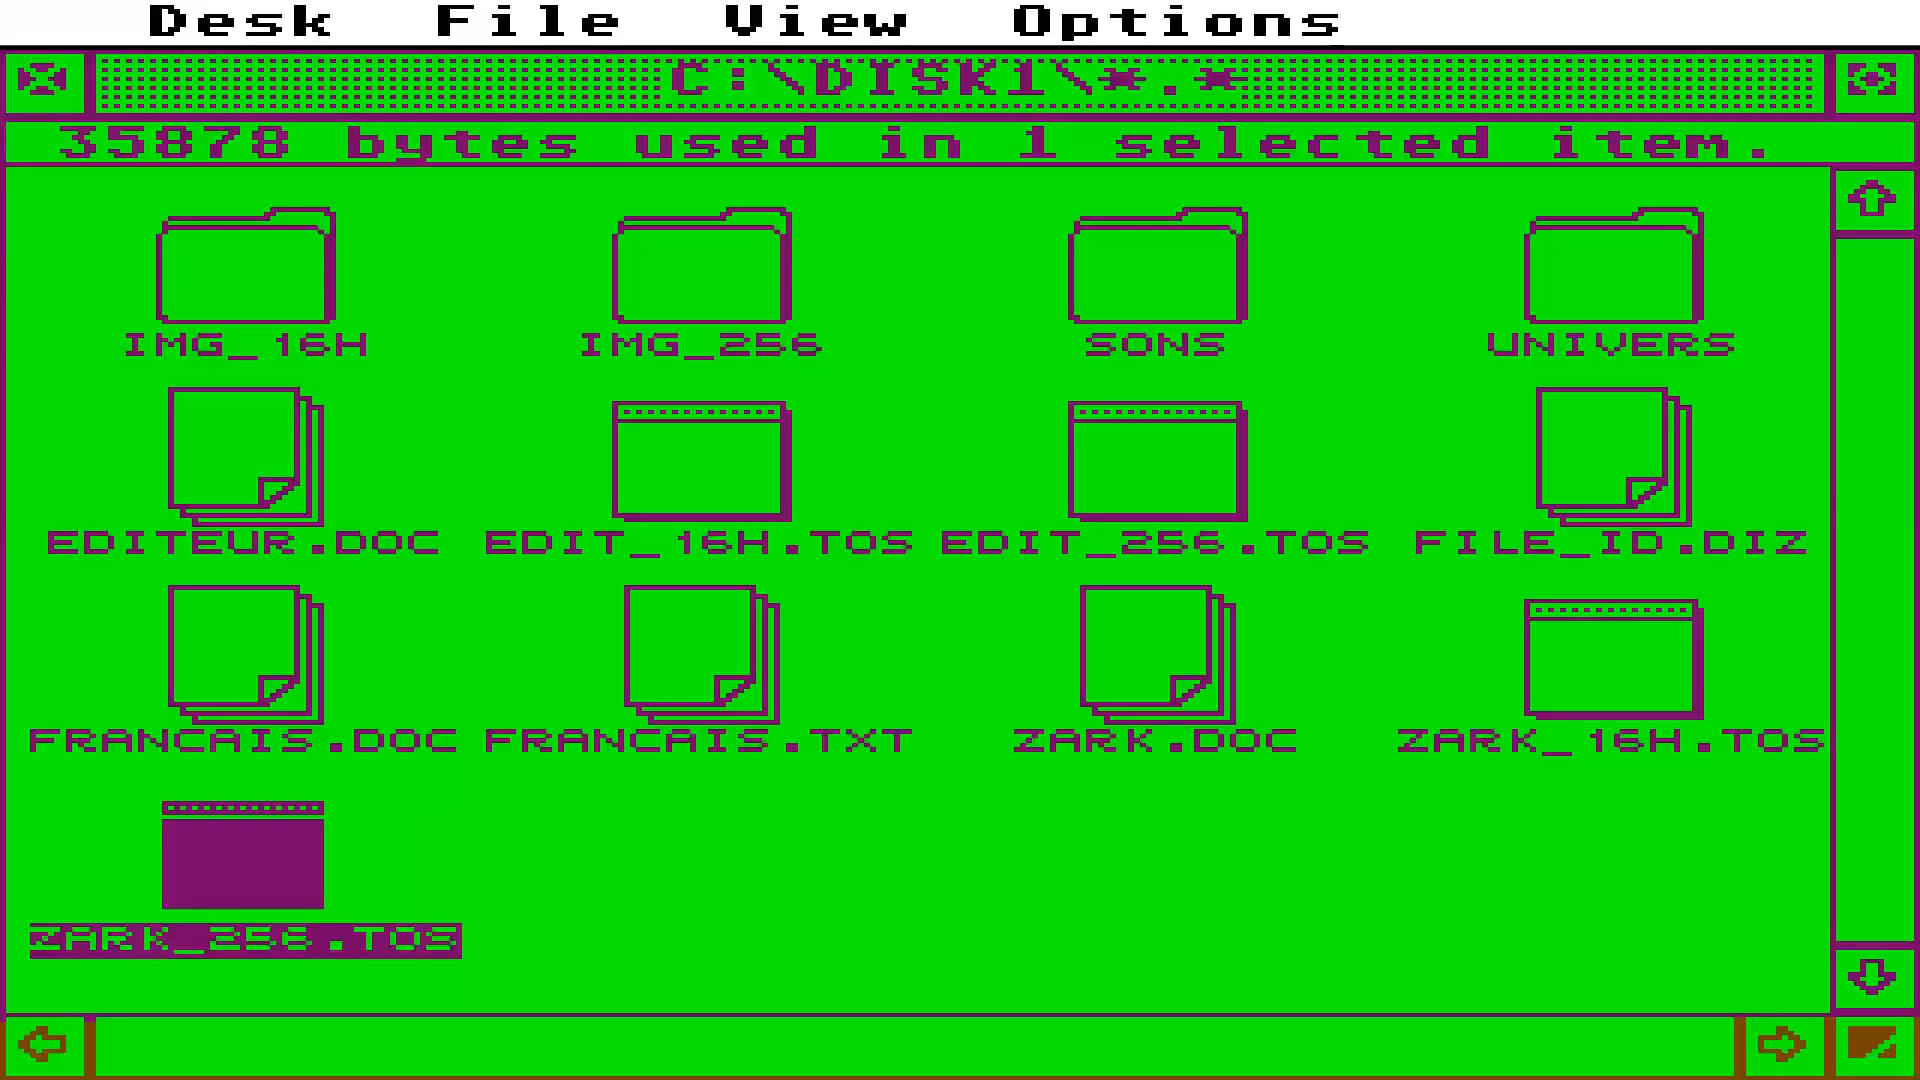 Desk File View Options
C:\DISK1\*.*
35878 bytes used in 1 selected item.
IMG_16H IMG_256 SONS UNIVERS
EDITEUR.DOC EDIT_16H.TOS EDIT_256.TOS FILE_ID.DIZ
FRANCAIS.DOC FRANCAIS.TXT ZARK.DOC ZARK_16H.TOS
ZARK_256.TOS